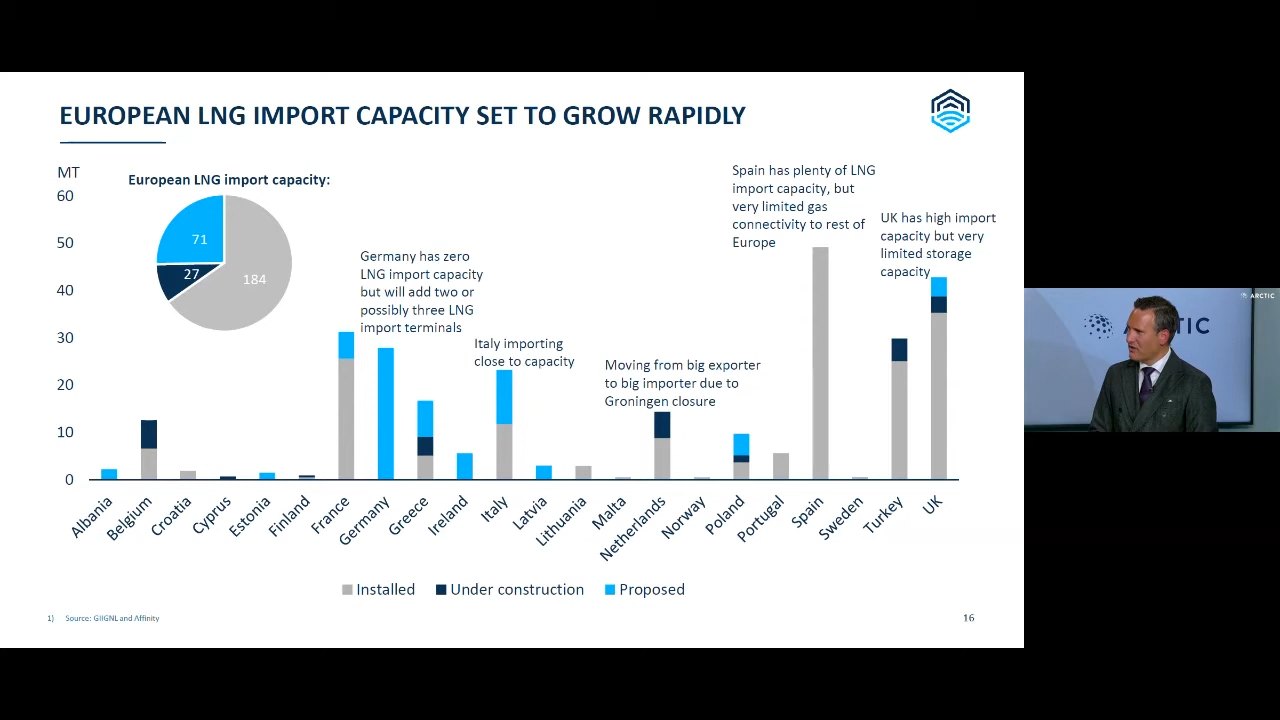 EUROPEAN LNG IMPORT CAPACITY SET TO GROW RAPIDLY
MT
60
50
40
30
20
10
0
European LNG import capacity:
71
27
184
Germany has zero
LNG import capacity
but will add two or
possibly three LNG
import terminals
Italy importing
close to capacity
Moving from big exporter
to big importer due to
Groningen closure
Spain has plenty of LNG
import capacity, but
very limited gas
connectivity to rest of
Europe
UK has high import
capacity but very
limited storage
capacity
Albania
Belgium
Croatia
Cyprus
Estonia
Finland
France
Germany
Greece
Ireland
Italy
Latvia
Lithuania
Malta
Netherlands
Norway
Poland
Portugal
Spain
Sweden
Turkey
UK
Installed
Under construction
Proposed
1) Source: GIIGNL and Affinity
16
ARCTIC